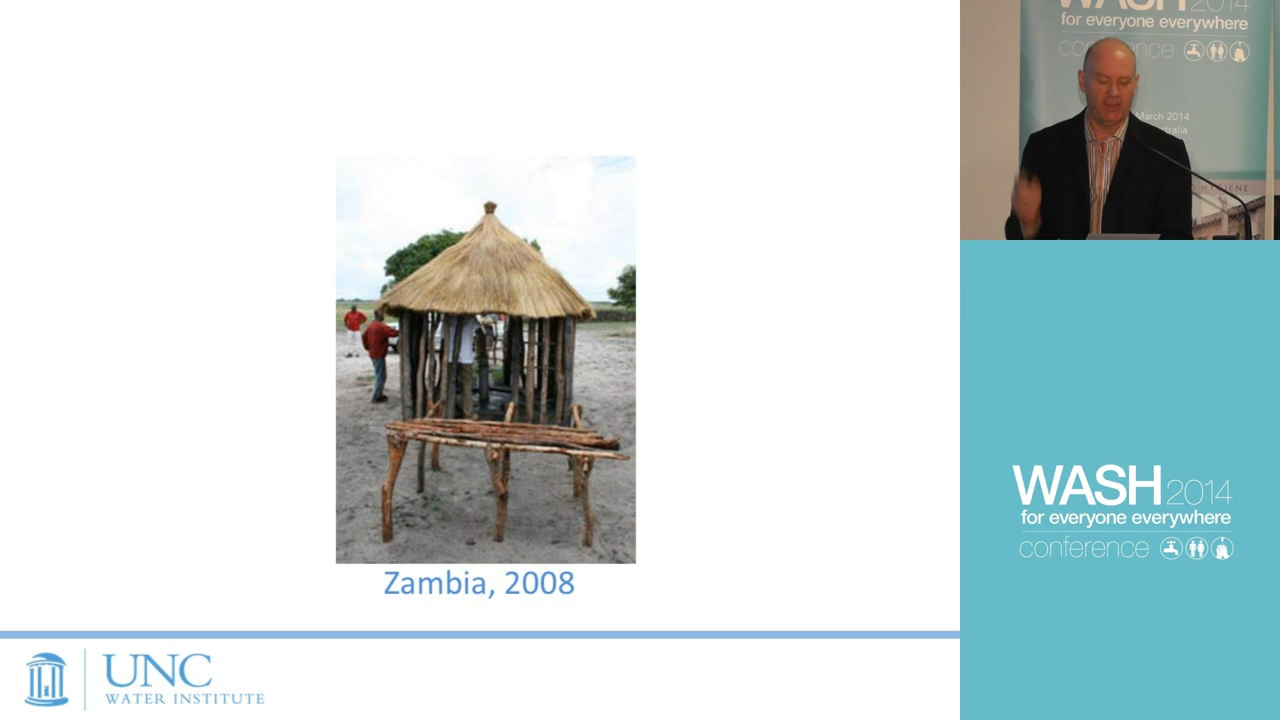 Zambia, 2008
UNC
WATER INSTITUTE
WASH 2014
for everyone everywhere
conference
March 2014
HYGIENE
WASH 2014
for everyone everywhere
conference